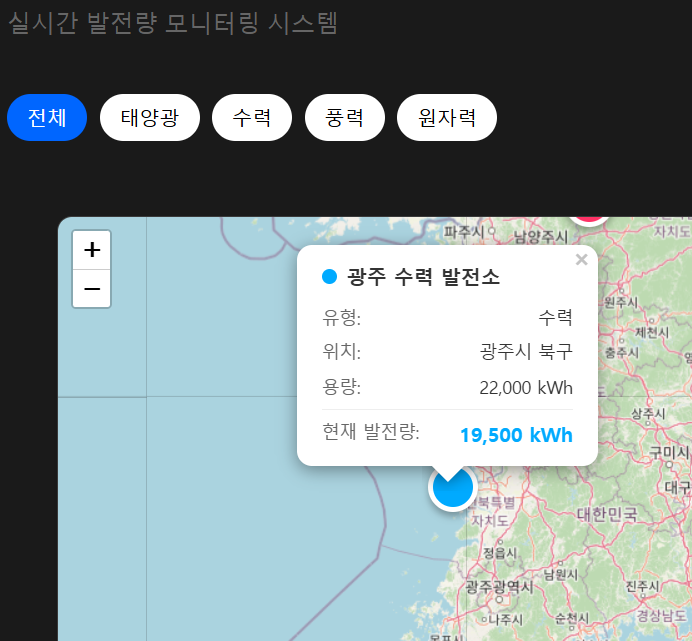 실시간 발전량 모니터링 시스템
전체 태양광 수력 풍력 원자력
+
−
파주시
남양주시
자치도
×
광주 수력 발전소
유형: 수력
위치: 광주시 북구
용량: 22,000 kWh
현재 발전량: 19,500 kWh
원주시
제천시
충주시
상주시
구미시
대구
대한민국
전북특별
자치도
정읍시
남원시
광주광역시
진주시
나주시
순천시
경상남도
목포시